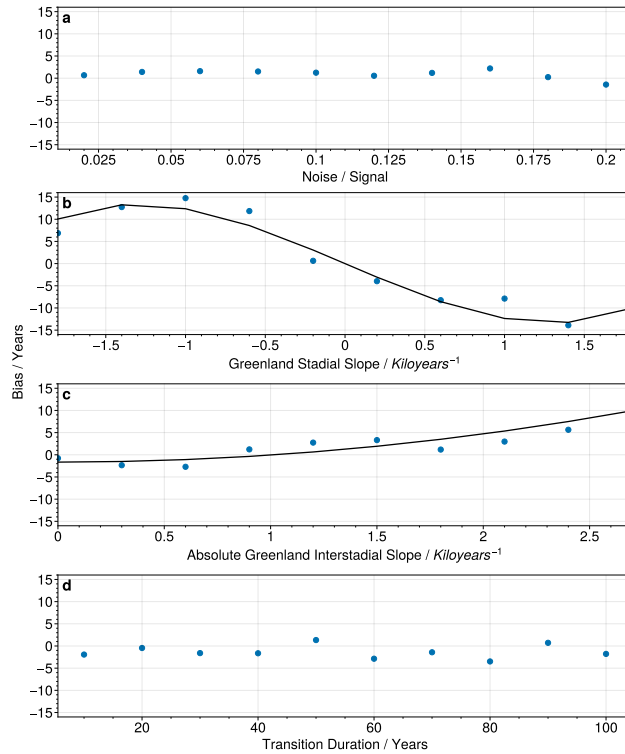 a
15
10
5
0
−5
−10
−15
0.025 0.05 0.075 0.1 0.125 0.15 0.175 0.2
Noise / Signal
b
15
10
5
0
−5
−10
−15
−1.5 −1 −0.5 0 0.5 1 1.5
Greenland Stadial Slope / Kiloyears⁻¹
Bias / Years
c
15
10
5
0
−5
−10
−15
0 0.5 1 1.5 2 2.5
Absolute Greenland Interstadial Slope / Kiloyears⁻¹
d
15
10
5
0
−5
−10
−15
20 40 60 80 100
Transition Duration / Years